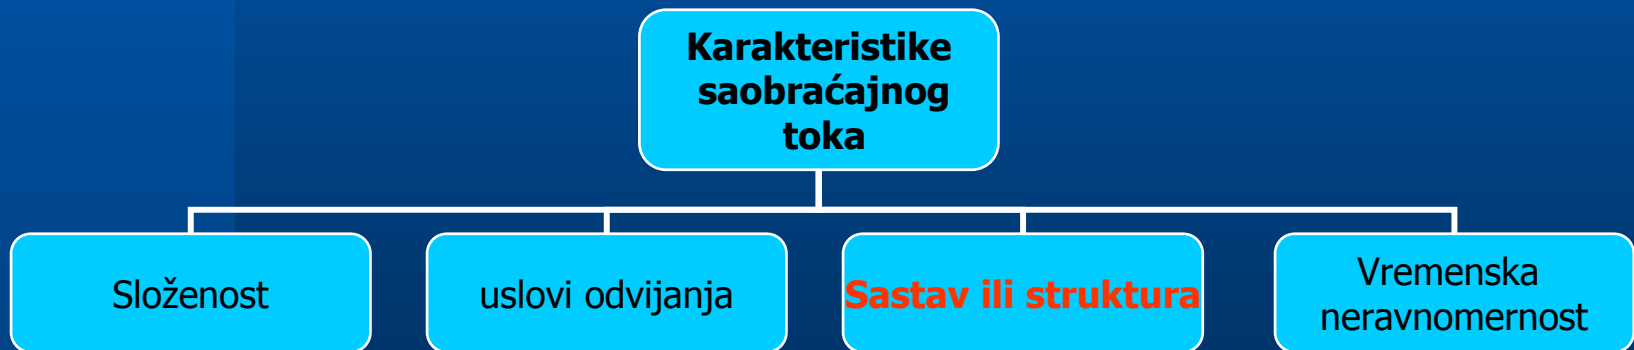 Karakteristike
saobraćajnog
toka
Složenost
uslovi odvijanja
Sastav ili struktura
Vremenska
neravnomernost